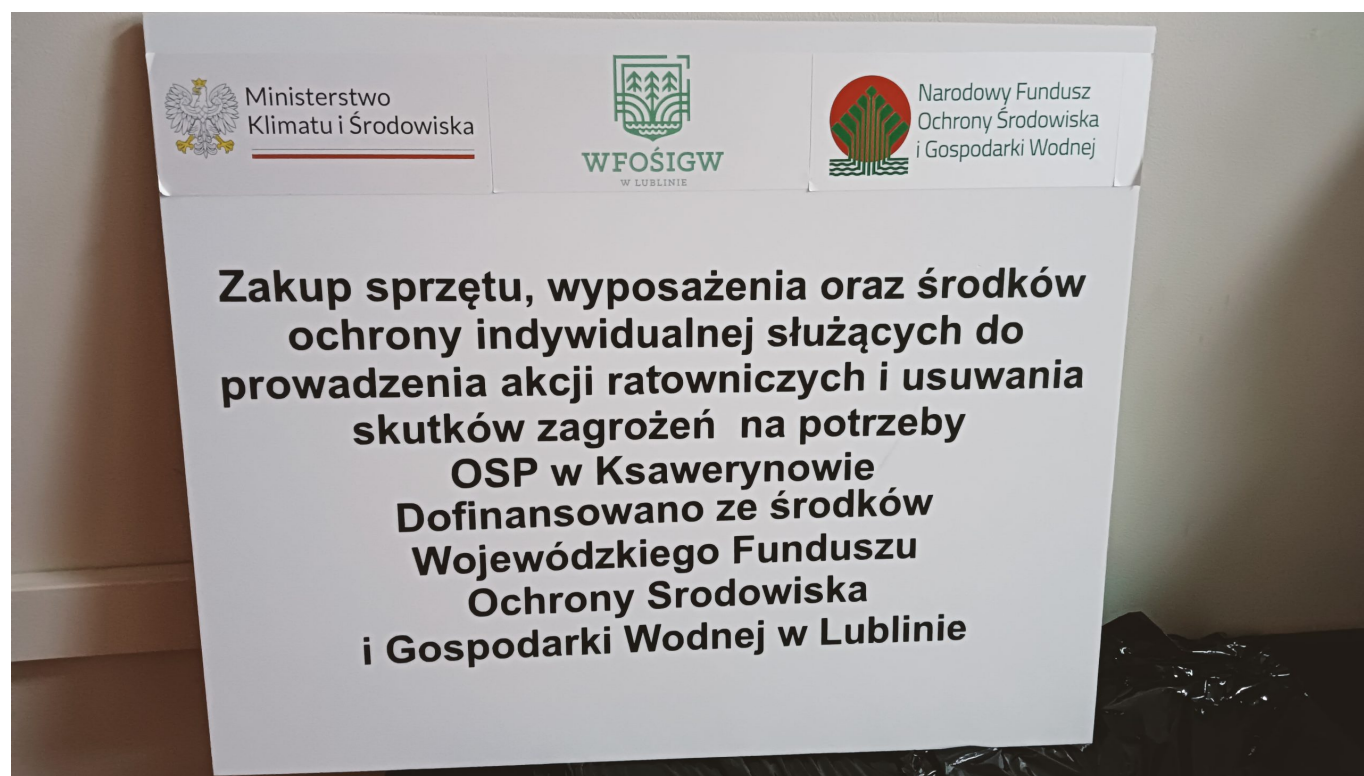 Ministerstwo
Klimatu i Środowiska
WFOŚIGW
W LUBLINIE
Narodowy Fundusz
Ochrony Środowiska
i Gospodarki Wodnej
Zakup sprzętu, wyposażenia oraz środków
ochrony indywidualnej służących do
prowadzenia akcji ratowniczych i usuwania
skutków zagrożeń na potrzeby
OSP w Ksawerynowie
Dofinansowano ze środków
Wojewódzkiego Funduszu
Ochrony Srodowiska
i Gospodarki Wodnej w Lublinie